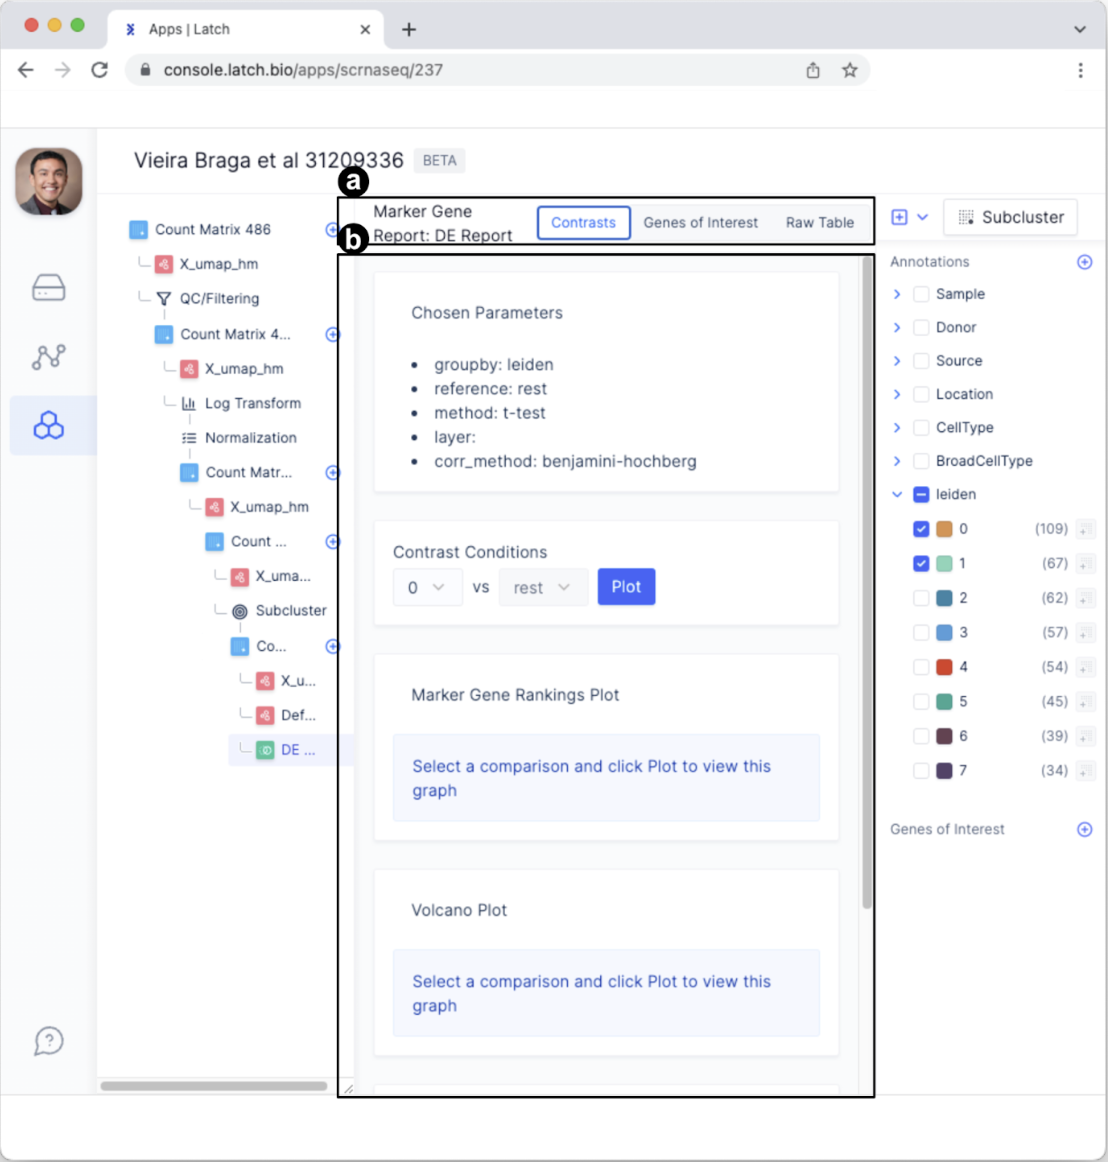 Apps | Latch
console.latch.bio/apps/scrnaseq/237
Vieira Braga et al 31209336 BETA
Count Matrix 486
X_umap_hm
QC/Filtering
Count Matrix 4...
X_umap_hm
Log Transform
Normalization
Count Matr...
X_umap_hm
Count ...
X_uma...
Subcluster
Co...
X_u...
Def...
DE ...
a
Marker Gene
Report: DE Report
Contrasts Genes of Interest Raw Table
b
Chosen Parameters
• groupby: leiden
• reference: rest
• method: t-test
• layer:
• corr_method: benjamini-hochberg
Contrast Conditions
0 vs rest Plot
Marker Gene Rankings Plot
Select a comparison and click Plot to view this
graph
Volcano Plot
Select a comparison and click Plot to view this
graph
Subcluster
Annotations
Sample
Donor
Source
Location
CellType
BroadCellType
leiden
0 (109)
1 (67)
2 (62)
3 (57)
4 (54)
5 (45)
6 (39)
7 (34)
Genes of Interest
?